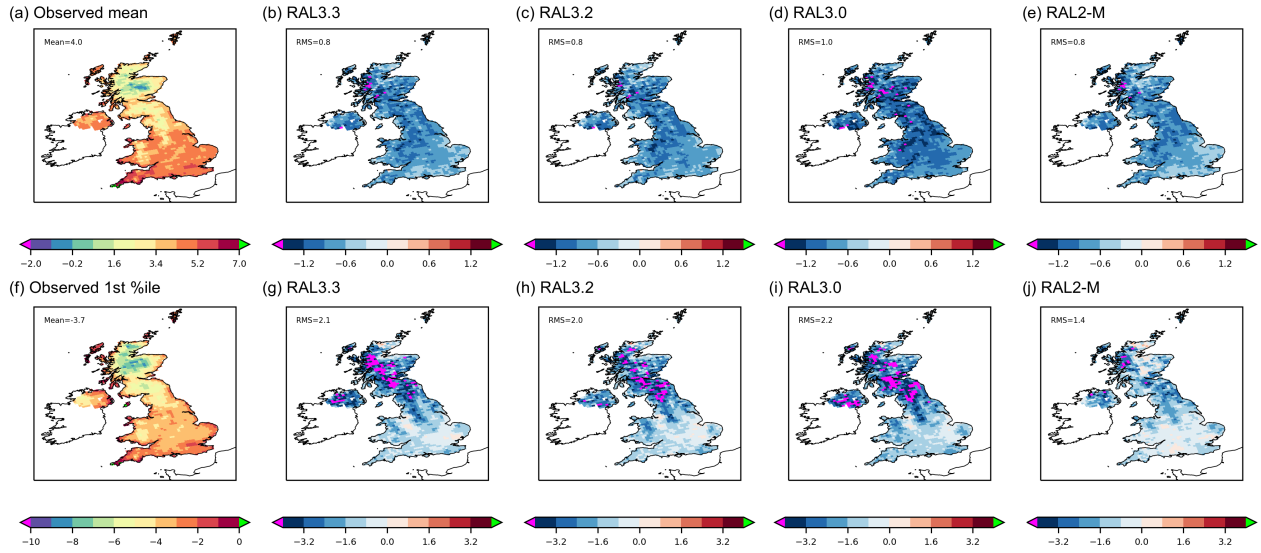 (a) Observed mean
(b) RAL3.3
(c) RAL3.2
(d) RAL3.0
(e) RAL2-M
Mean=4.0
RMS=0.8
RMS=0.8
RMS=1.0
RMS=0.8
−2.0 −0.2 1.6 3.4 5.2 7.0
−1.2 −0.6 0.0 0.6 1.2
−1.2 −0.6 0.0 0.6 1.2
−1.2 −0.6 0.0 0.6 1.2
−1.2 −0.6 0.0 0.6 1.2
(f) Observed 1st %ile
(g) RAL3.3
(h) RAL3.2
(i) RAL3.0
(j) RAL2-M
Mean=-3.7
RMS=2.1
RMS=2.0
RMS=2.2
RMS=1.4
−10 −8 −6 −4 −2 0
−3.2 −1.6 0.0 1.6 3.2
−3.2 −1.6 0.0 1.6 3.2
−3.2 −1.6 0.0 1.6 3.2
−3.2 −1.6 0.0 1.6 3.2